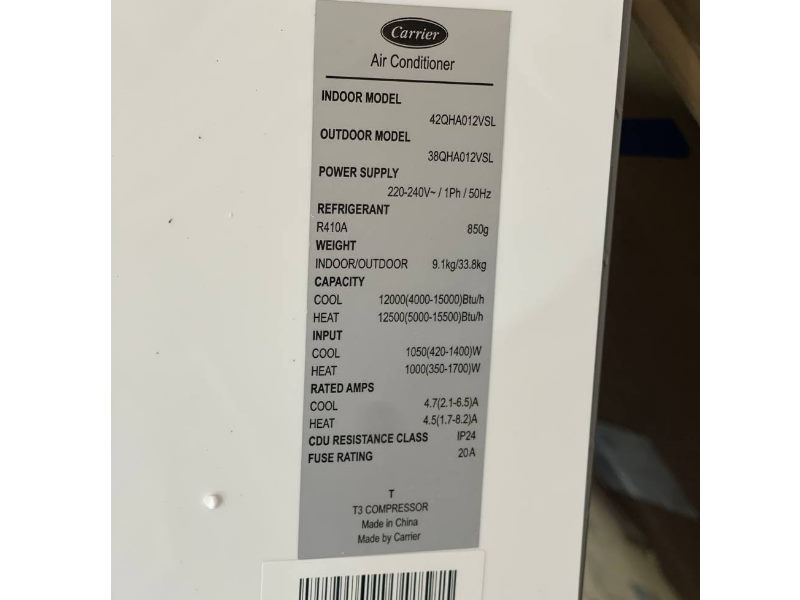 Carrier
Air Conditioner
INDOOR MODEL
42QHA012VSL
OUTDOOR MODEL
38QHA012VSL
POWER SUPPLY
220-240V~ / 1Ph / 50Hz
REFRIGERANT
R410A 850g
WEIGHT
INDOOR/OUTDOOR 9.1kg/33.8kg
CAPACITY
COOL 12000(4000-15000)Btu/h
HEAT 12500(5000-15500)Btu/h
INPUT
COOL 1050(420-1400)W
HEAT 1000(350-1700)W
RATED AMPS
COOL 4.7(2.1-6.5)A
HEAT 4.5(1.7-8.2)A
CDU RESISTANCE CLASS IP24
FUSE RATING 20A
T
T3 COMPRESSOR
Made in China
Made by Carrier